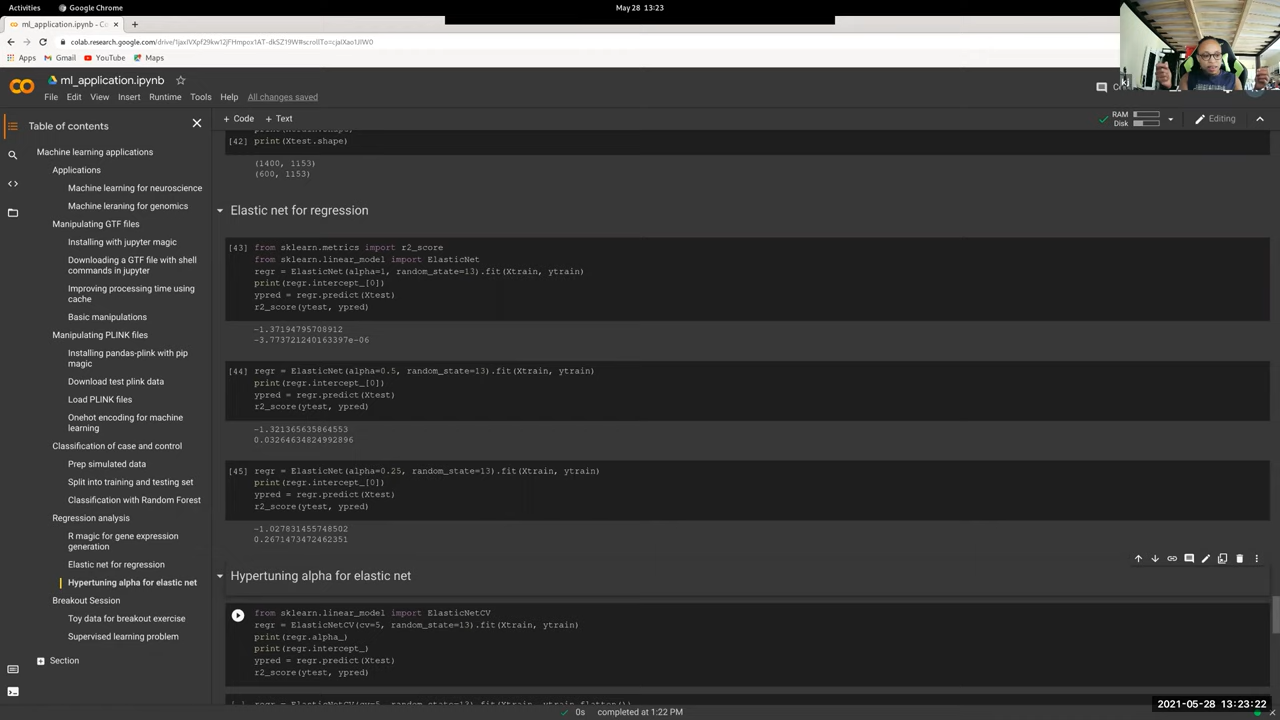 Activities
Google Chrome
May 28 13:23
ml_application.ipynb - Co
colab.research.google.com/drive/1jaxiVXpf29kw12jFHmpox1AT-dkSZ19W#scrollTo=cjaIXao1JIW0
Apps
Gmail
YouTube
Maps
ml_application.ipynb
File Edit View Insert Runtime Tools Help All changes saved
+ Code + Text
RAM
Disk
Editing
Table of contents
Machine learning applications
Applications
Machine learning for neuroscience
Machine leraning for genomics
Manipulating GTF files
Installing with jupyter magic
Downloading a GTF file with shell
commands in jupyter
Improving processing time using
cache
Basic manipulations
Manipulating PLINK files
Installing pandas-plink with pip
magic
Download test plink data
Load PLINK files
Onehot encoding for machine
learning
Classification of case and control
Prep simulated data
Split into training and testing set
Classification with Random Forest
Regression analysis
R magic for gene expression
generation
Elastic net for regression
Hypertuning alpha for elastic net
Breakout Session
Toy data for breakout exercise
Supervised learning problem
Section
[42] print(Xtest.shape)
(1400, 1153)
(600, 1153)
Elastic net for regression
[43] from sklearn.metrics import r2_score
from sklearn.linear_model import ElasticNet
regr = ElasticNet(alpha=1, random_state=13).fit(Xtrain, ytrain)
print(regr.intercept_[0])
ypred = regr.predict(Xtest)
r2_score(ytest, ypred)
-1.37194795708912
-3.773721240163397e-06
[44] regr = ElasticNet(alpha=0.5, random_state=13).fit(Xtrain, ytrain)
print(regr.intercept_[0])
ypred = regr.predict(Xtest)
r2_score(ytest, ypred)
-1.321365635864553
0.03264634824992896
[45] regr = ElasticNet(alpha=0.25, random_state=13).fit(Xtrain, ytrain)
print(regr.intercept_[0])
ypred = regr.predict(Xtest)
r2_score(ytest, ypred)
-1.027831455748502
0.2671473472462351
Hypertuning alpha for elastic net
from sklearn.linear_model import ElasticNetCV
regr = ElasticNetCV(cv=5, random_state=13).fit(Xtrain, ytrain)
print(regr.alpha_)
print(regr.intercept_)
ypred = regr.predict(Xtest)
r2_score(ytest, ypred)
0s completed at 1:22 PM
2021-05-28 13:23:22